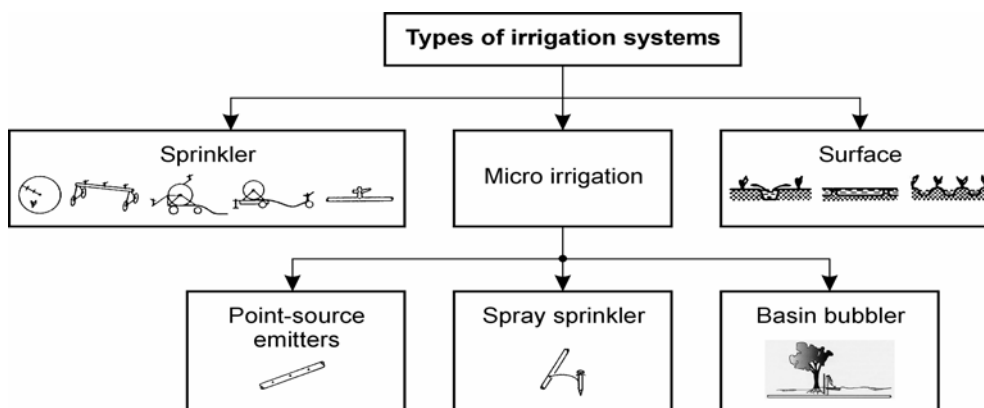 Types of irrigation systems
Sprinkler
Micro irrigation
Surface
Point-source
emitters
Spray sprinkler
Basin bubbler